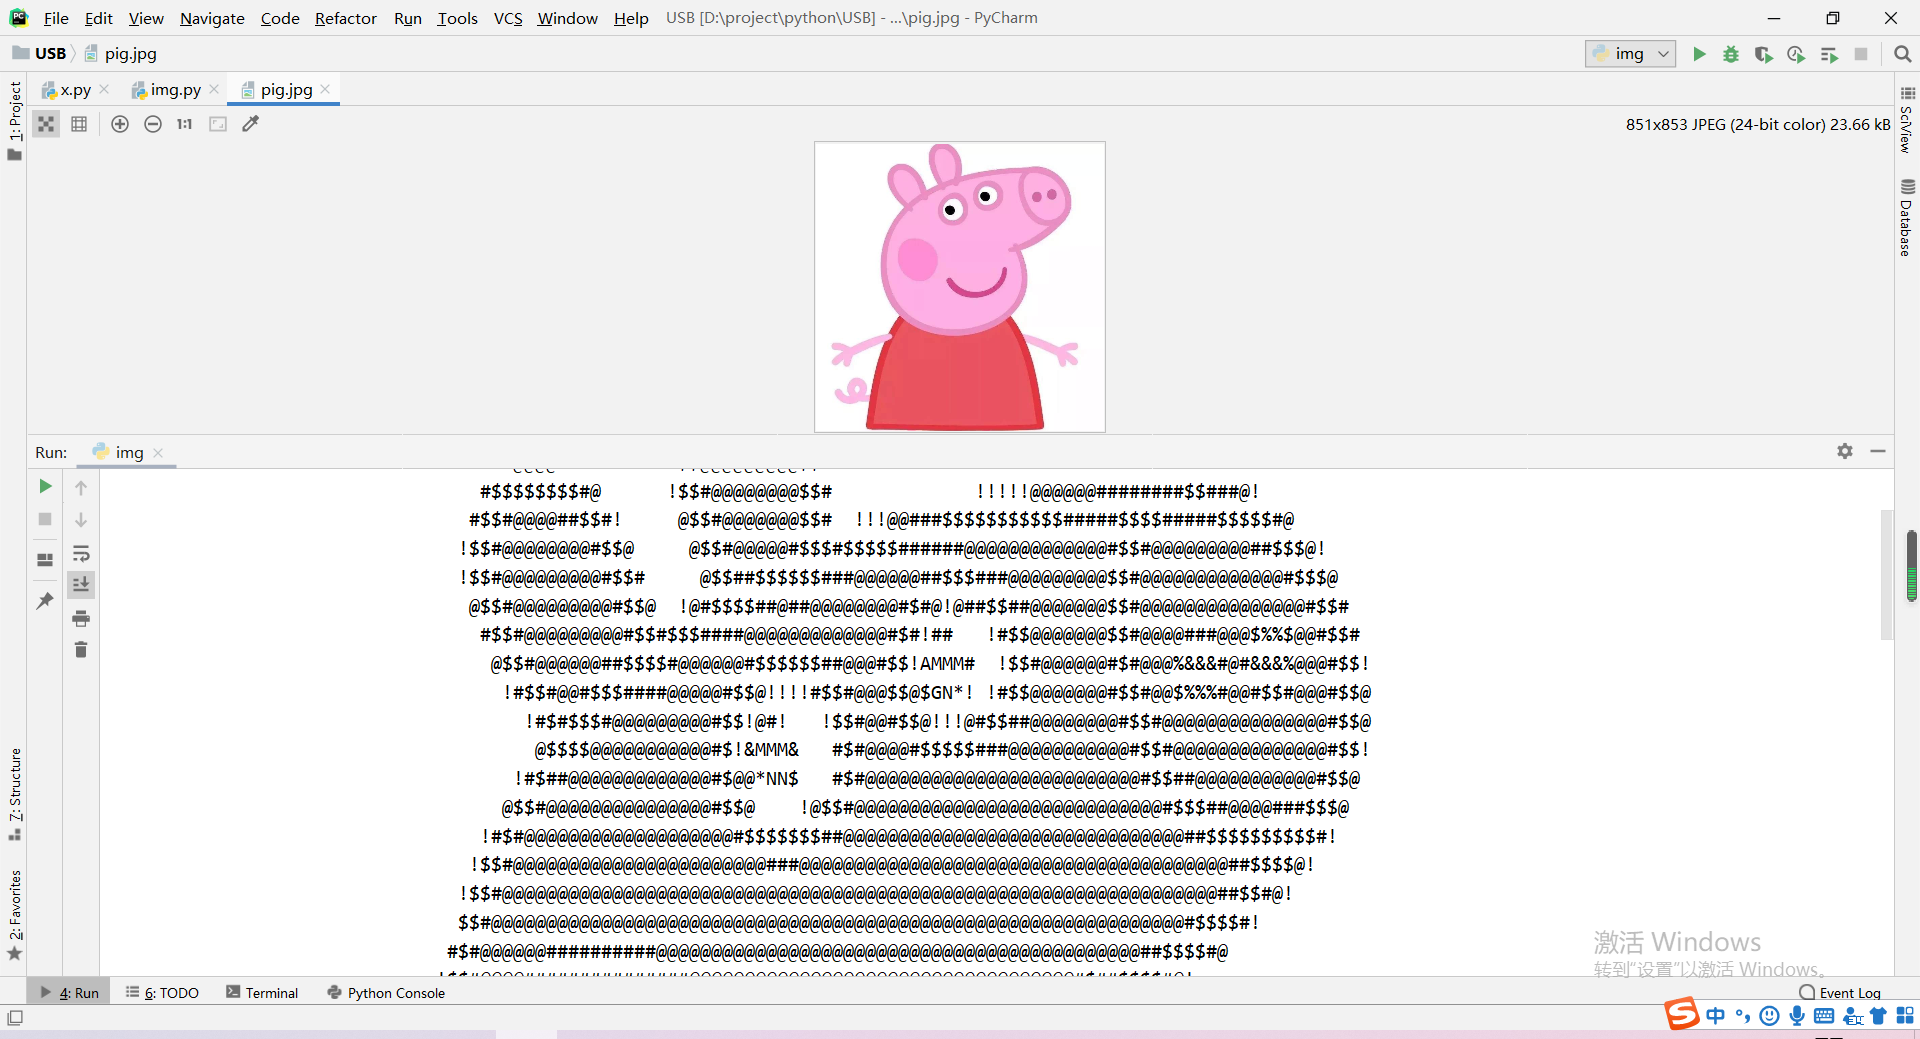 File Edit View Navigate Code Refactor Run Tools VCS Window Help USB [D:\project\python\USB] - ...\pig.jpg - PyCharm
USB pig.jpg img
x.py img.py pig.jpg
1:1 851x853 JPEG (24-bit color) 23.66 kB
1: Project
SciView
Database
Run: img
#$$$$$$$$#@ !$$#@@@@@@@@$$# !!!!!@@@@@@########$$###@!
#$$#@@@@##$$#! @$$#@@@@@@@$$# !!!@@###$$$$$$$$$$$#####$$$$#####$$$$$#@
!$$#@@@@@@@@#$$@ @$$#@@@@@#$$$#$$$$$######@@@@@@@@@@@@@#$$#@@@@@@@@@##$$$@!
!$$#@@@@@@@@@#$$# @$$##$$$$$$###@@@@@@##$$$###@@@@@@@@@$$#@@@@@@@@@@@@@#$$$@
@$$#@@@@@@@@@#$$@ !@#$$$$##@##@@@@@@@@#$#@!@##$$##@@@@@@@$$#@@@@@@@@@@@@@@@#$$#
#$$#@@@@@@@@@#$$#$$$####@@@@@@@@@@@@@#$#!## !#$$@@@@@@@$$#@@@@###@@@$%%$@@#$$#
@$$#@@@@@@##$$$$#@@@@@@#$$$$$$##@@@#$$!AMMM# !$$#@@@@@@#$#@@@%&&&#@#&&&%@@@#$$!
!#$$#@@#$$$####@@@@@#$$@!!!!#$$#@@@$$@$GN*! !#$$@@@@@@@#$$#@@$%%%#@@#$$#@@@#$$@
!#$#$$$#@@@@@@@@@#$$!@#! !$$#@@#$$@!!!@#$$##@@@@@@@@#$$#@@@@@@@@@@@@@@@#$$@
@$$$$@@@@@@@@@@@#$!&MMM& #$#@@@@#$$$$$###@@@@@@@@@@@#$$#@@@@@@@@@@@@@@#$$!
!#$##@@@@@@@@@@@@@#$@@*NN$ #$#@@@@@@@@@@@@@@@@@@@@@@@@@#$$##@@@@@@@@@@@#$$@
@$$#@@@@@@@@@@@@@@@#$$@ !@$$#@@@@@@@@@@@@@@@@@@@@@@@@@@@@#$$$##@@@@###$$$@
!#$#@@@@@@@@@@@@@@@@@@@#$$$$$$$##@@@@@@@@@@@@@@@@@@@@@@@@@@@@@@@##$$$$$$$$$$#!
!$$#@@@@@@@@@@@@@@@@@@@@@@@###@@@@@@@@@@@@@@@@@@@@@@@@@@@@@@@@@@@@@@@##$$$$@!
!$$#@@@@@@@@@@@@@@@@@@@@@@@@@@@@@@@@@@@@@@@@@@@@@@@@@@@@@@@@@@@@@@@@@##$$#@!
$$#@@@@@@@@@@@@@@@@@@@@@@@@@@@@@@@@@@@@@@@@@@@@@@@@@@@@@@@@@@@@@@@#$$$$#!
#$#@@@@@@##########@@@@@@@@@@@@@@@@@@@@@@@@@@@@@@@@@@@@@@@@@@@@##$$$$#@
7: Structure
2: Favorites
激活 Windows
转到"设置"以激活 Windows。
4: Run 6: TODO Terminal Python Console Event Log
中